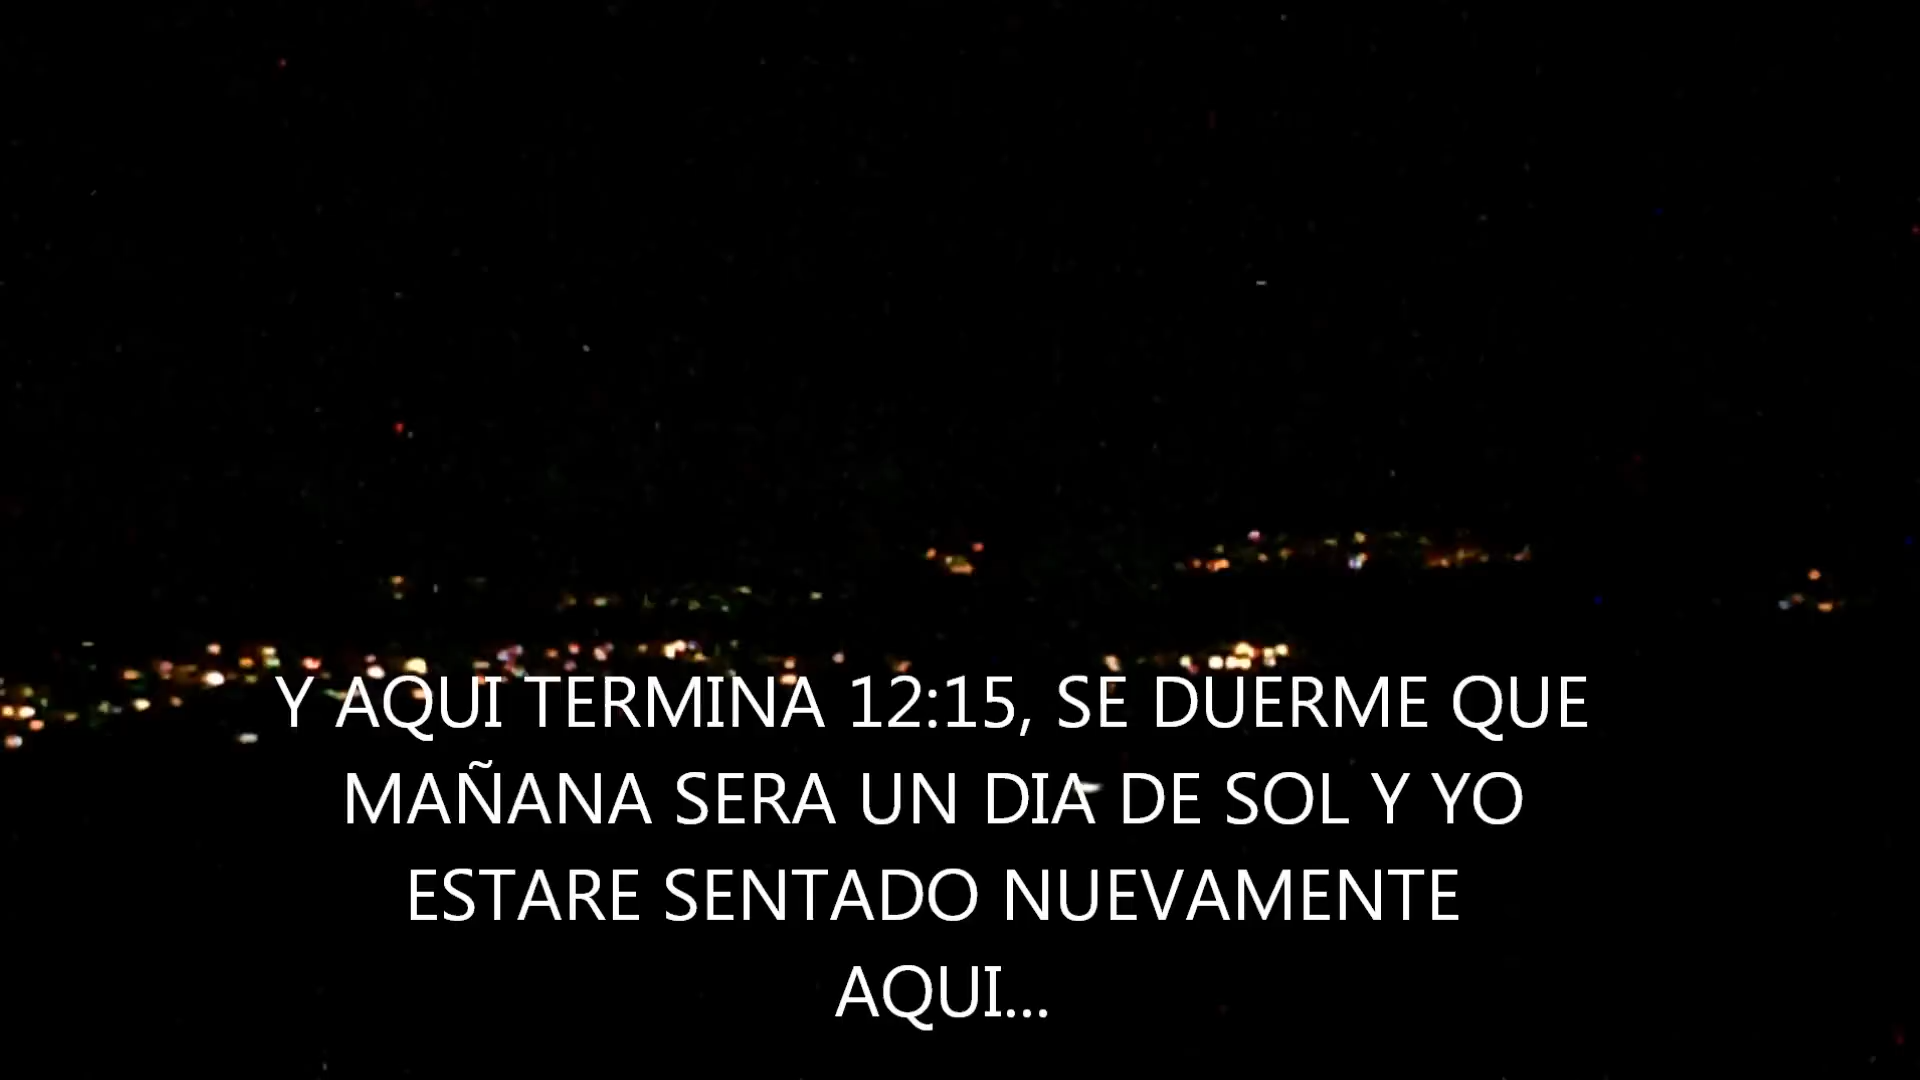 Y AQUI TERMINA 12:15, SE DUERME QUE
MAÑANA SERA UN DIA DE SOL Y YO
ESTARE SENTADO NUEVAMENTE
AQUI...